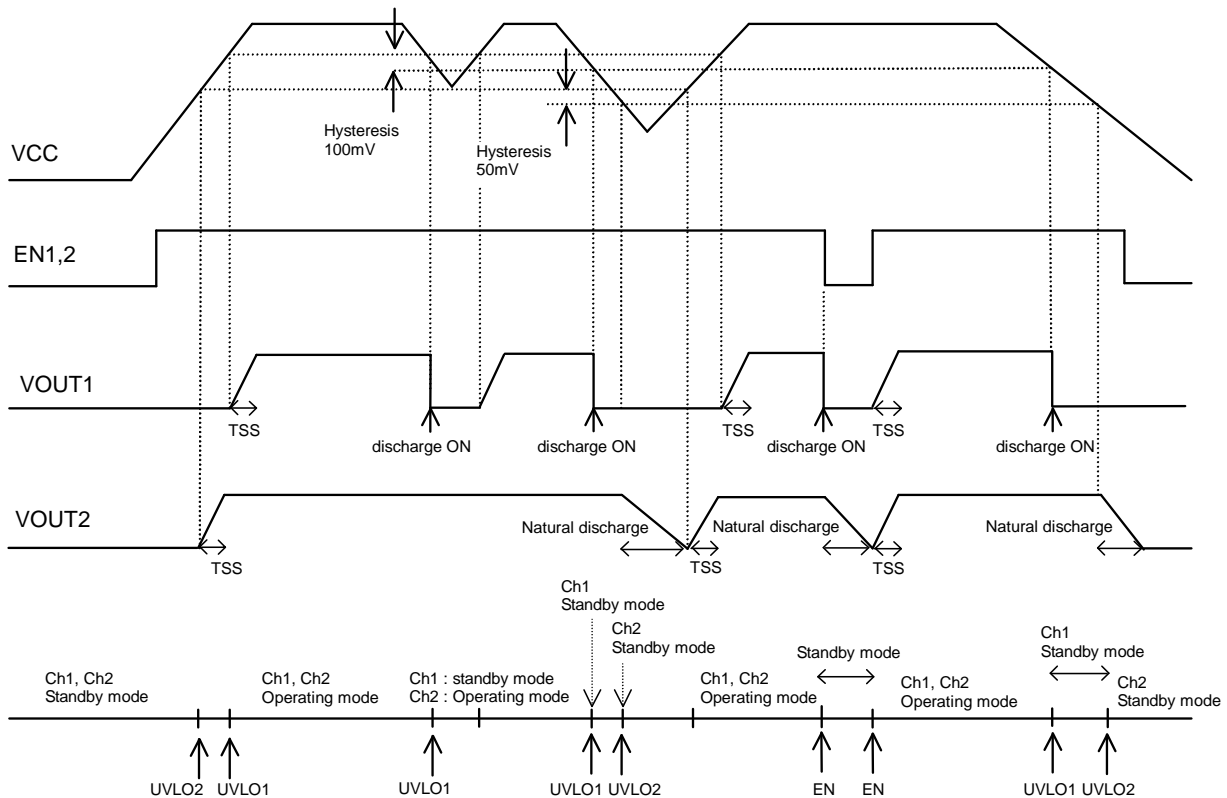 Hysteresis
100mV
Hysteresis
50mV
VCC
EN1,2
VOUT1
TSS
discharge ON
discharge ON
TSS
discharge ON
TSS
discharge ON
VOUT2
TSS
Natural discharge
TSS
Natural discharge
TSS
Natural discharge
Ch1
Standby mode
Ch2
Standby mode
Ch1, Ch2
Standby mode
Ch1, Ch2
Operating mode
Ch1 : standby mode
Ch2 : Operating mode
Ch1, Ch2
Operating mode
Standby mode
Ch1, Ch2
Operating mode
Ch1
Standby mode
Ch2
Standby mode
UVLO2 UVLO1 UVLO1 UVLO1 UVLO2 EN EN UVLO1 UVLO2